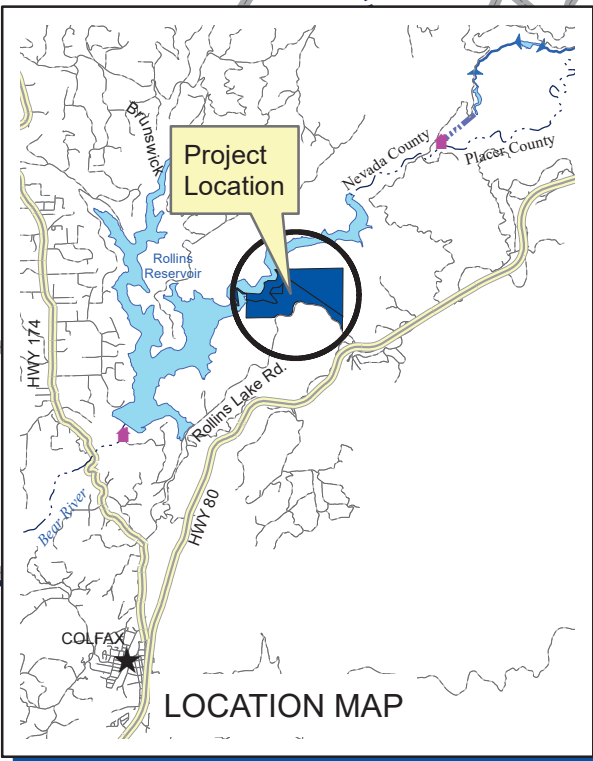 Brunswick
Project
Location
Nevada County
Placer County
Rollins
Reservoir
HWY 174
Rollins Lake Rd.
Bear River
HWY 80
COLFAX
LOCATION MAP